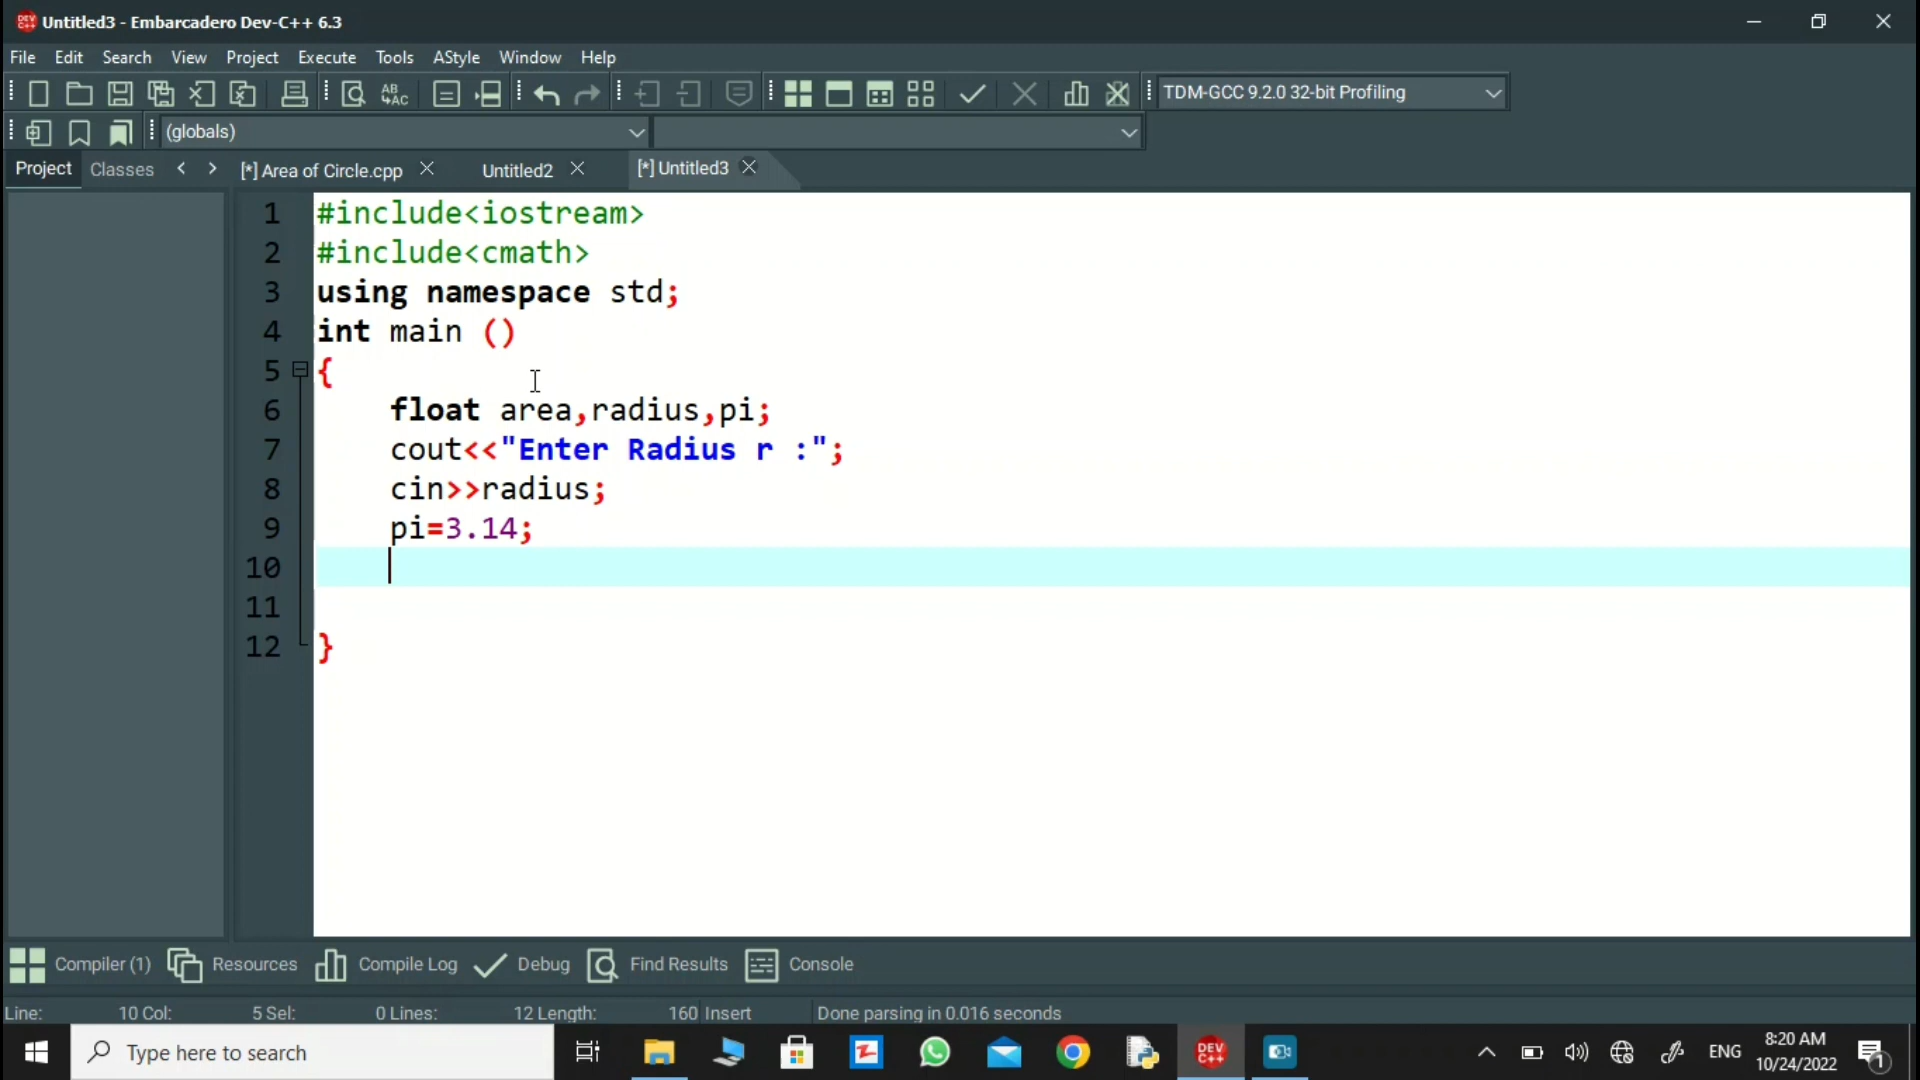 Untitled3 - Embarcadero Dev-C++ 6.3
File Edit Search View Project Execute Tools AStyle Window Help
TDM-GCC 9.2.0 32-bit Profiling
(globals)
Project Classes [*] Area of Circle.cpp Untitled2 [*] Untitled3
1 #include<iostream>
2 #include<cmath>
3 using namespace std;
4 int main ()
5 {
6 float area,radius,pi;
7 cout<<"Enter Radius r :";
8 cin>>radius;
9 pi=3.14;
10
11
12 }
Compiler (1) Resources Compile Log Debug Find Results Console
Line: 10 Col: 5 Sel: 0 Lines: 12 Length: 160 Insert Done parsing in 0.016 seconds
Type here to search
ENG
8:20 AM
10/24/2022
1